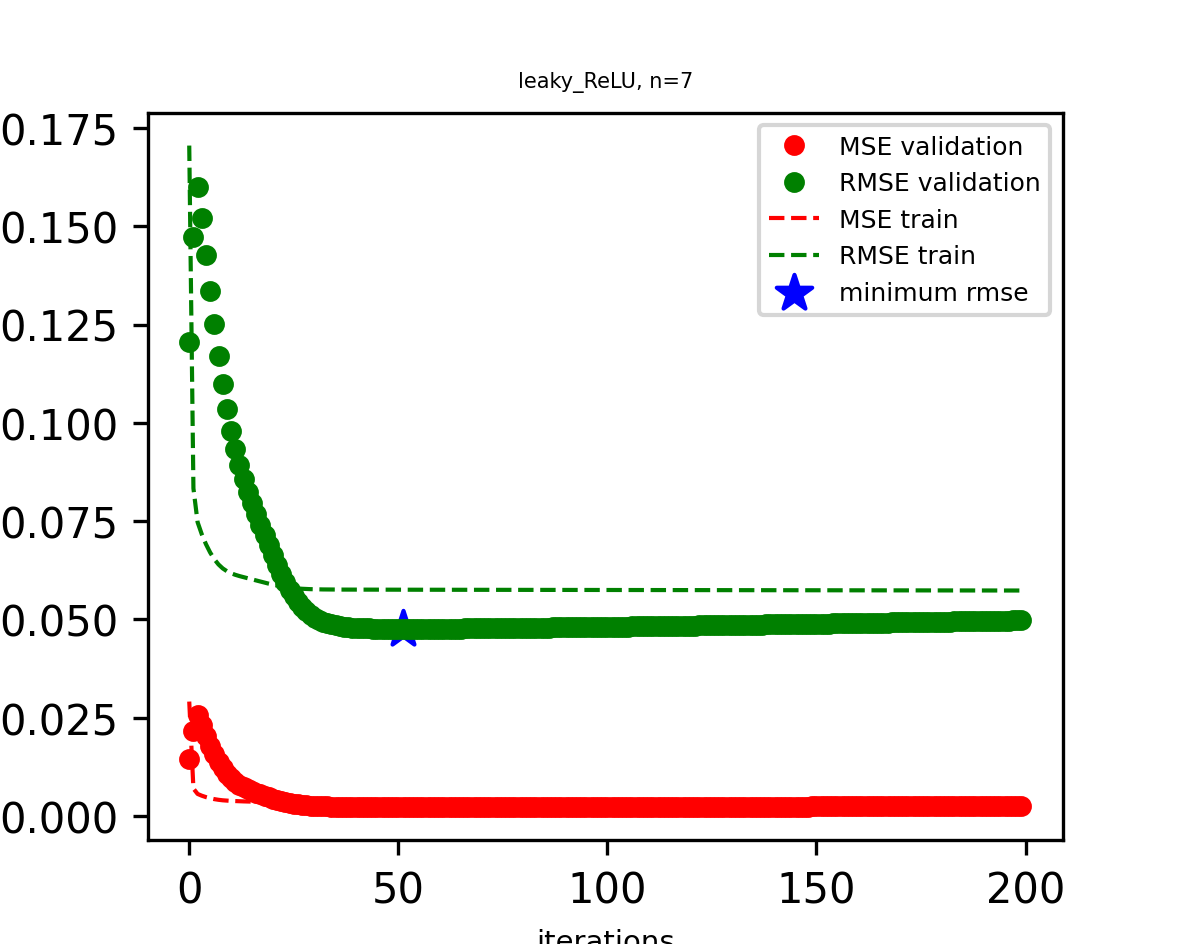 leaky_ReLU, n=7
0.175
0.150
0.125
0.100
0.075
0.050
0.025
0.000
MSE validation
RMSE validation
MSE train
RMSE train
minimum rmse
0 50 100 150 200
iterations